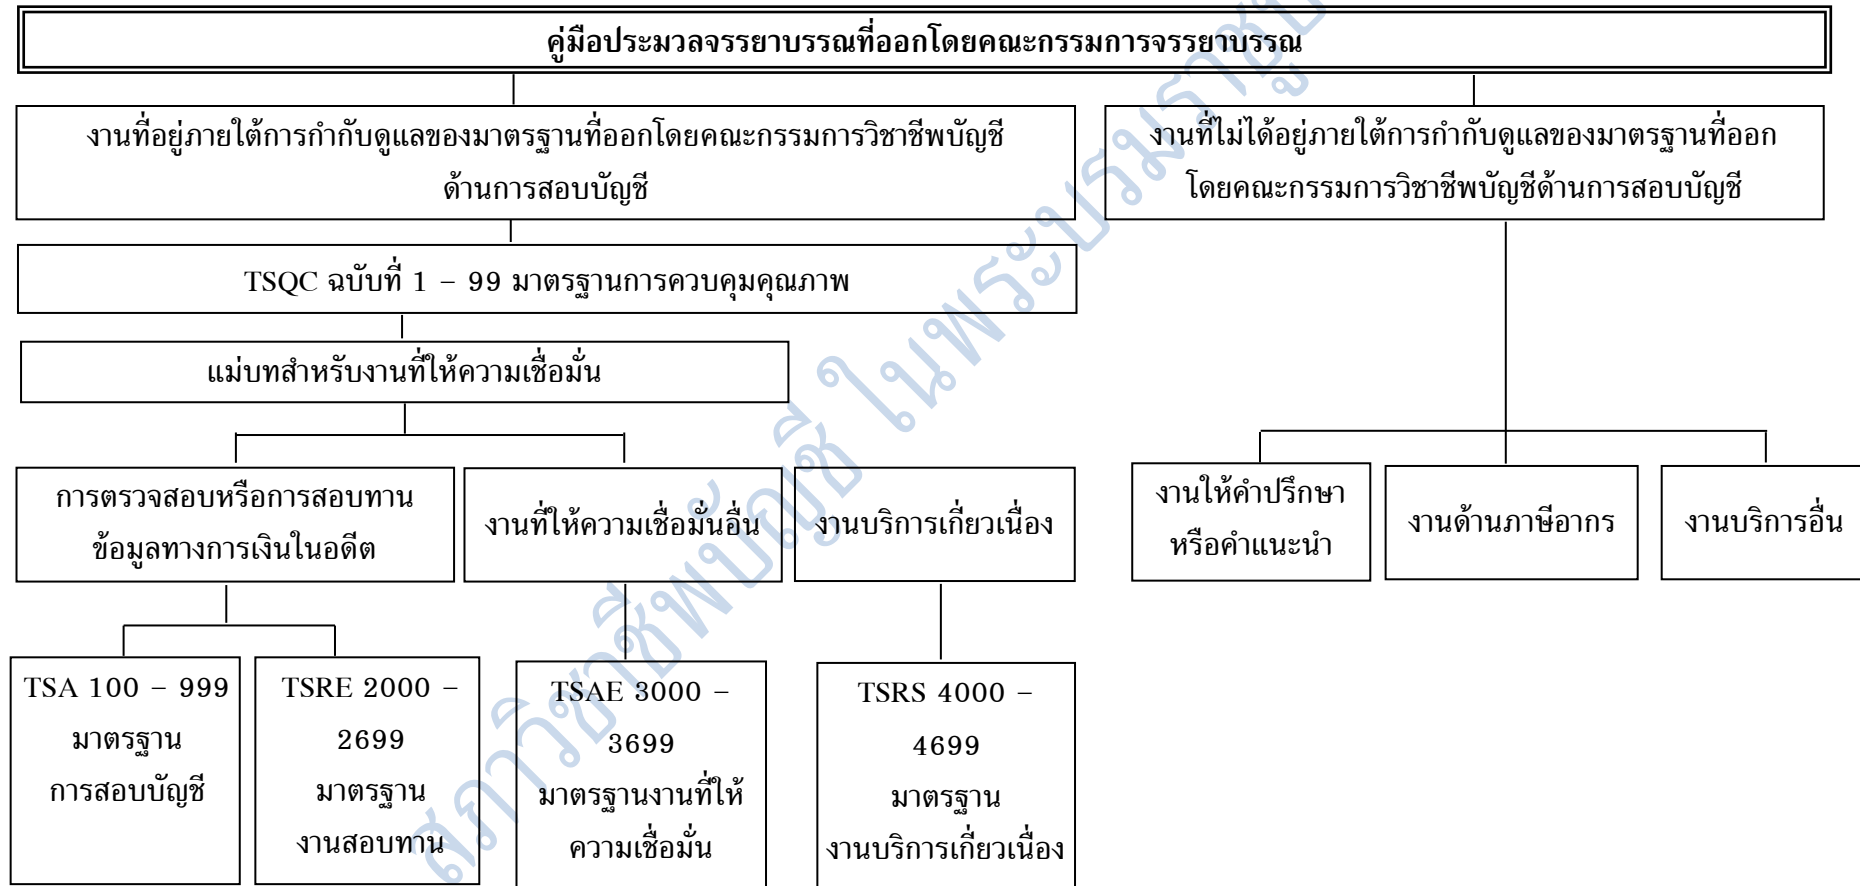 คู่มือประมวลจรรยาบรรณที่ออกโดยคณะกรรมการจรรยาบรรณ
งานที่อยู่ภายใต้การกำกับดูแลของมาตรฐานที่ออกโดยคณะกรรมการวิชาชีพบัญชี
ด้านการสอบบัญชี
งานที่ไม่ได้อยู่ภายใต้การกำกับดูแลของมาตรฐานที่ออก
โดยคณะกรรมการวิชาชีพบัญชีด้านการสอบบัญชี
TSQC ฉบับที่ 1 – 99 มาตรฐานการควบคุมคุณภาพ
แม่บทสำหรับงานที่ให้ความเชื่อมั่น
การตรวจสอบหรือการสอบทาน
ข้อมูลทางการเงินในอดีต
งานที่ให้ความเชื่อมั่นอื่น
งานบริการเกี่ยวเนื่อง
งานให้คำปรึกษา
หรือคำแนะนำ
งานด้านภาษีอากร
งานบริการอื่น
TSA 100 – 999
มาตรฐาน
การสอบบัญชี
TSRE 2000 –
2699
มาตรฐาน
งานสอบทาน
TSAE 3000 –
3699
มาตรฐานงานที่ให้
ความเชื่อมั่น
TSRS 4000 –
4699
มาตรฐาน
งานบริการเกี่ยวเนื่อง
สภาวิชาชีพบัญชี ในพระบรมราชูป